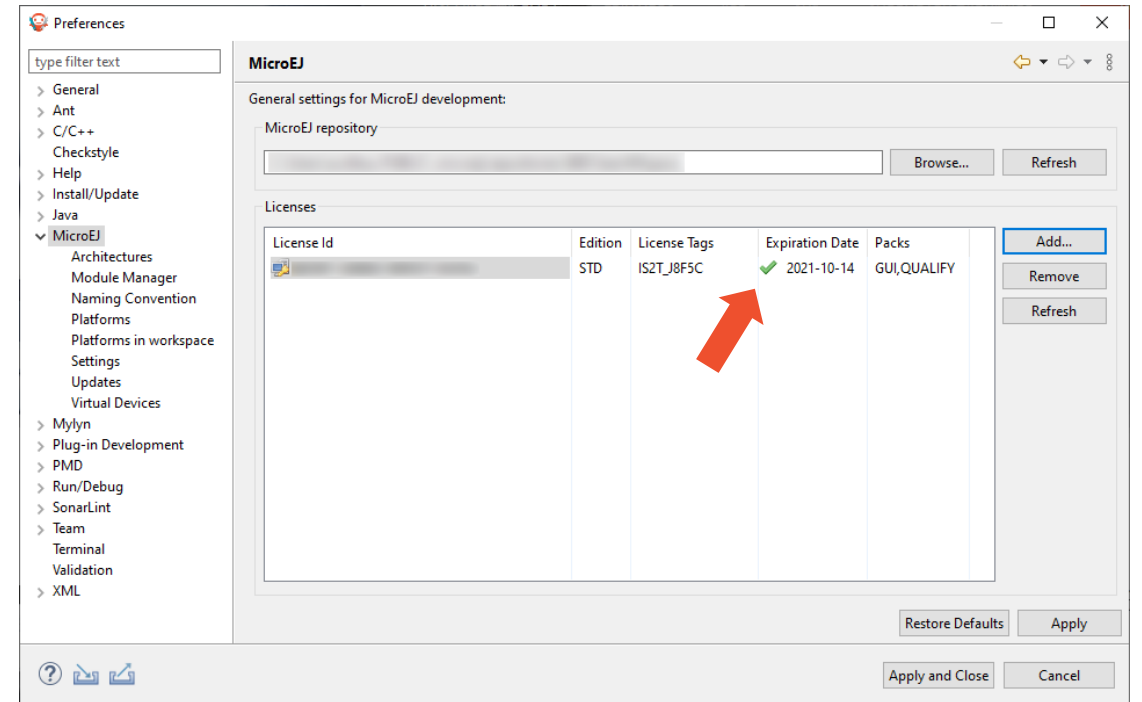 Preferences
type filter text
General
Ant
C/C++
Checkstyle
Help
Install/Update
Java
MicroEJ
Architectures
Module Manager
Naming Convention
Platforms
Platforms in workspace
Settings
Updates
Virtual Devices
Mylyn
Plug-in Development
PMD
Run/Debug
SonarLint
Team
Terminal
Validation
XML
MicroEJ
General settings for MicroEJ development:
MicroEJ repository
Browse... Refresh
Licenses
License Id Edition License Tags Expiration Date Packs
STD IS2T_J8F5C 2021-10-14 GUI,QUALIFY
Add...
Remove
Refresh
Restore Defaults Apply
Apply and Close Cancel